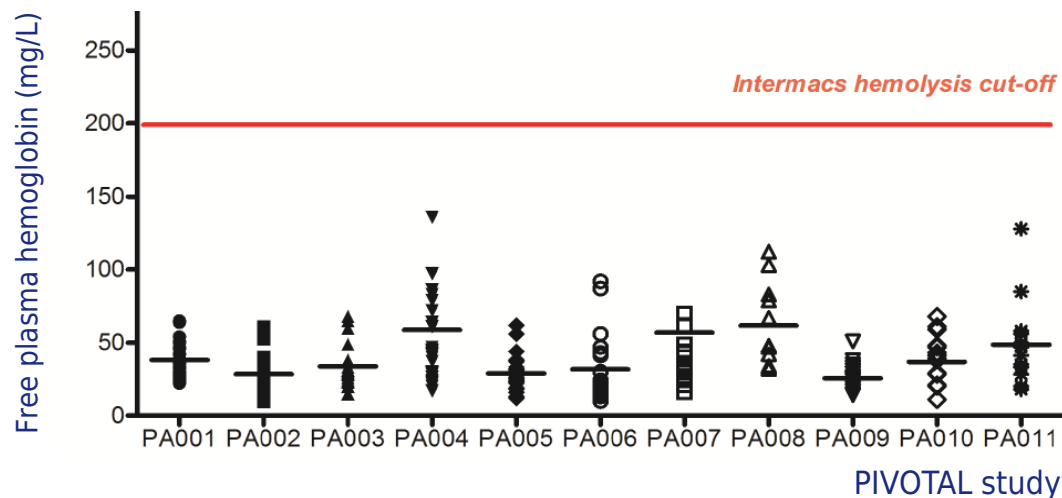 Free plasma hemoglobin (mg/L)
250
Intermacs hemolysis cut-off
200
150
100
50
0
PA001 PA002 PA003 PA004 PA005 PA006 PA007 PA008 PA009 PA010 PA011
PIVOTAL study